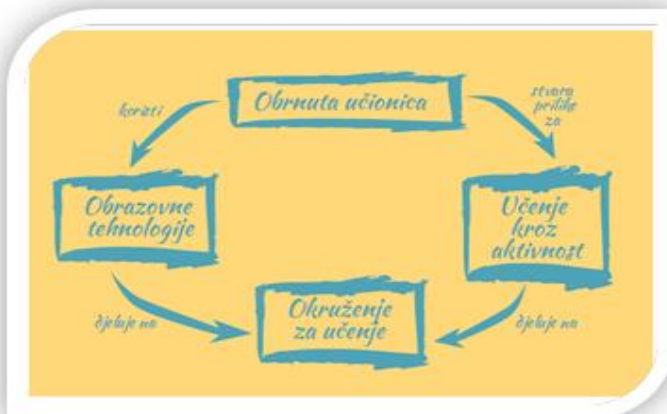 Obrnuta učionica
koristi
stvara
prilike
za
Obrazovne
tehnologije
Učenje
kroz
aktivnost
djeluje na
Okruženje
za učenje
djeluje na